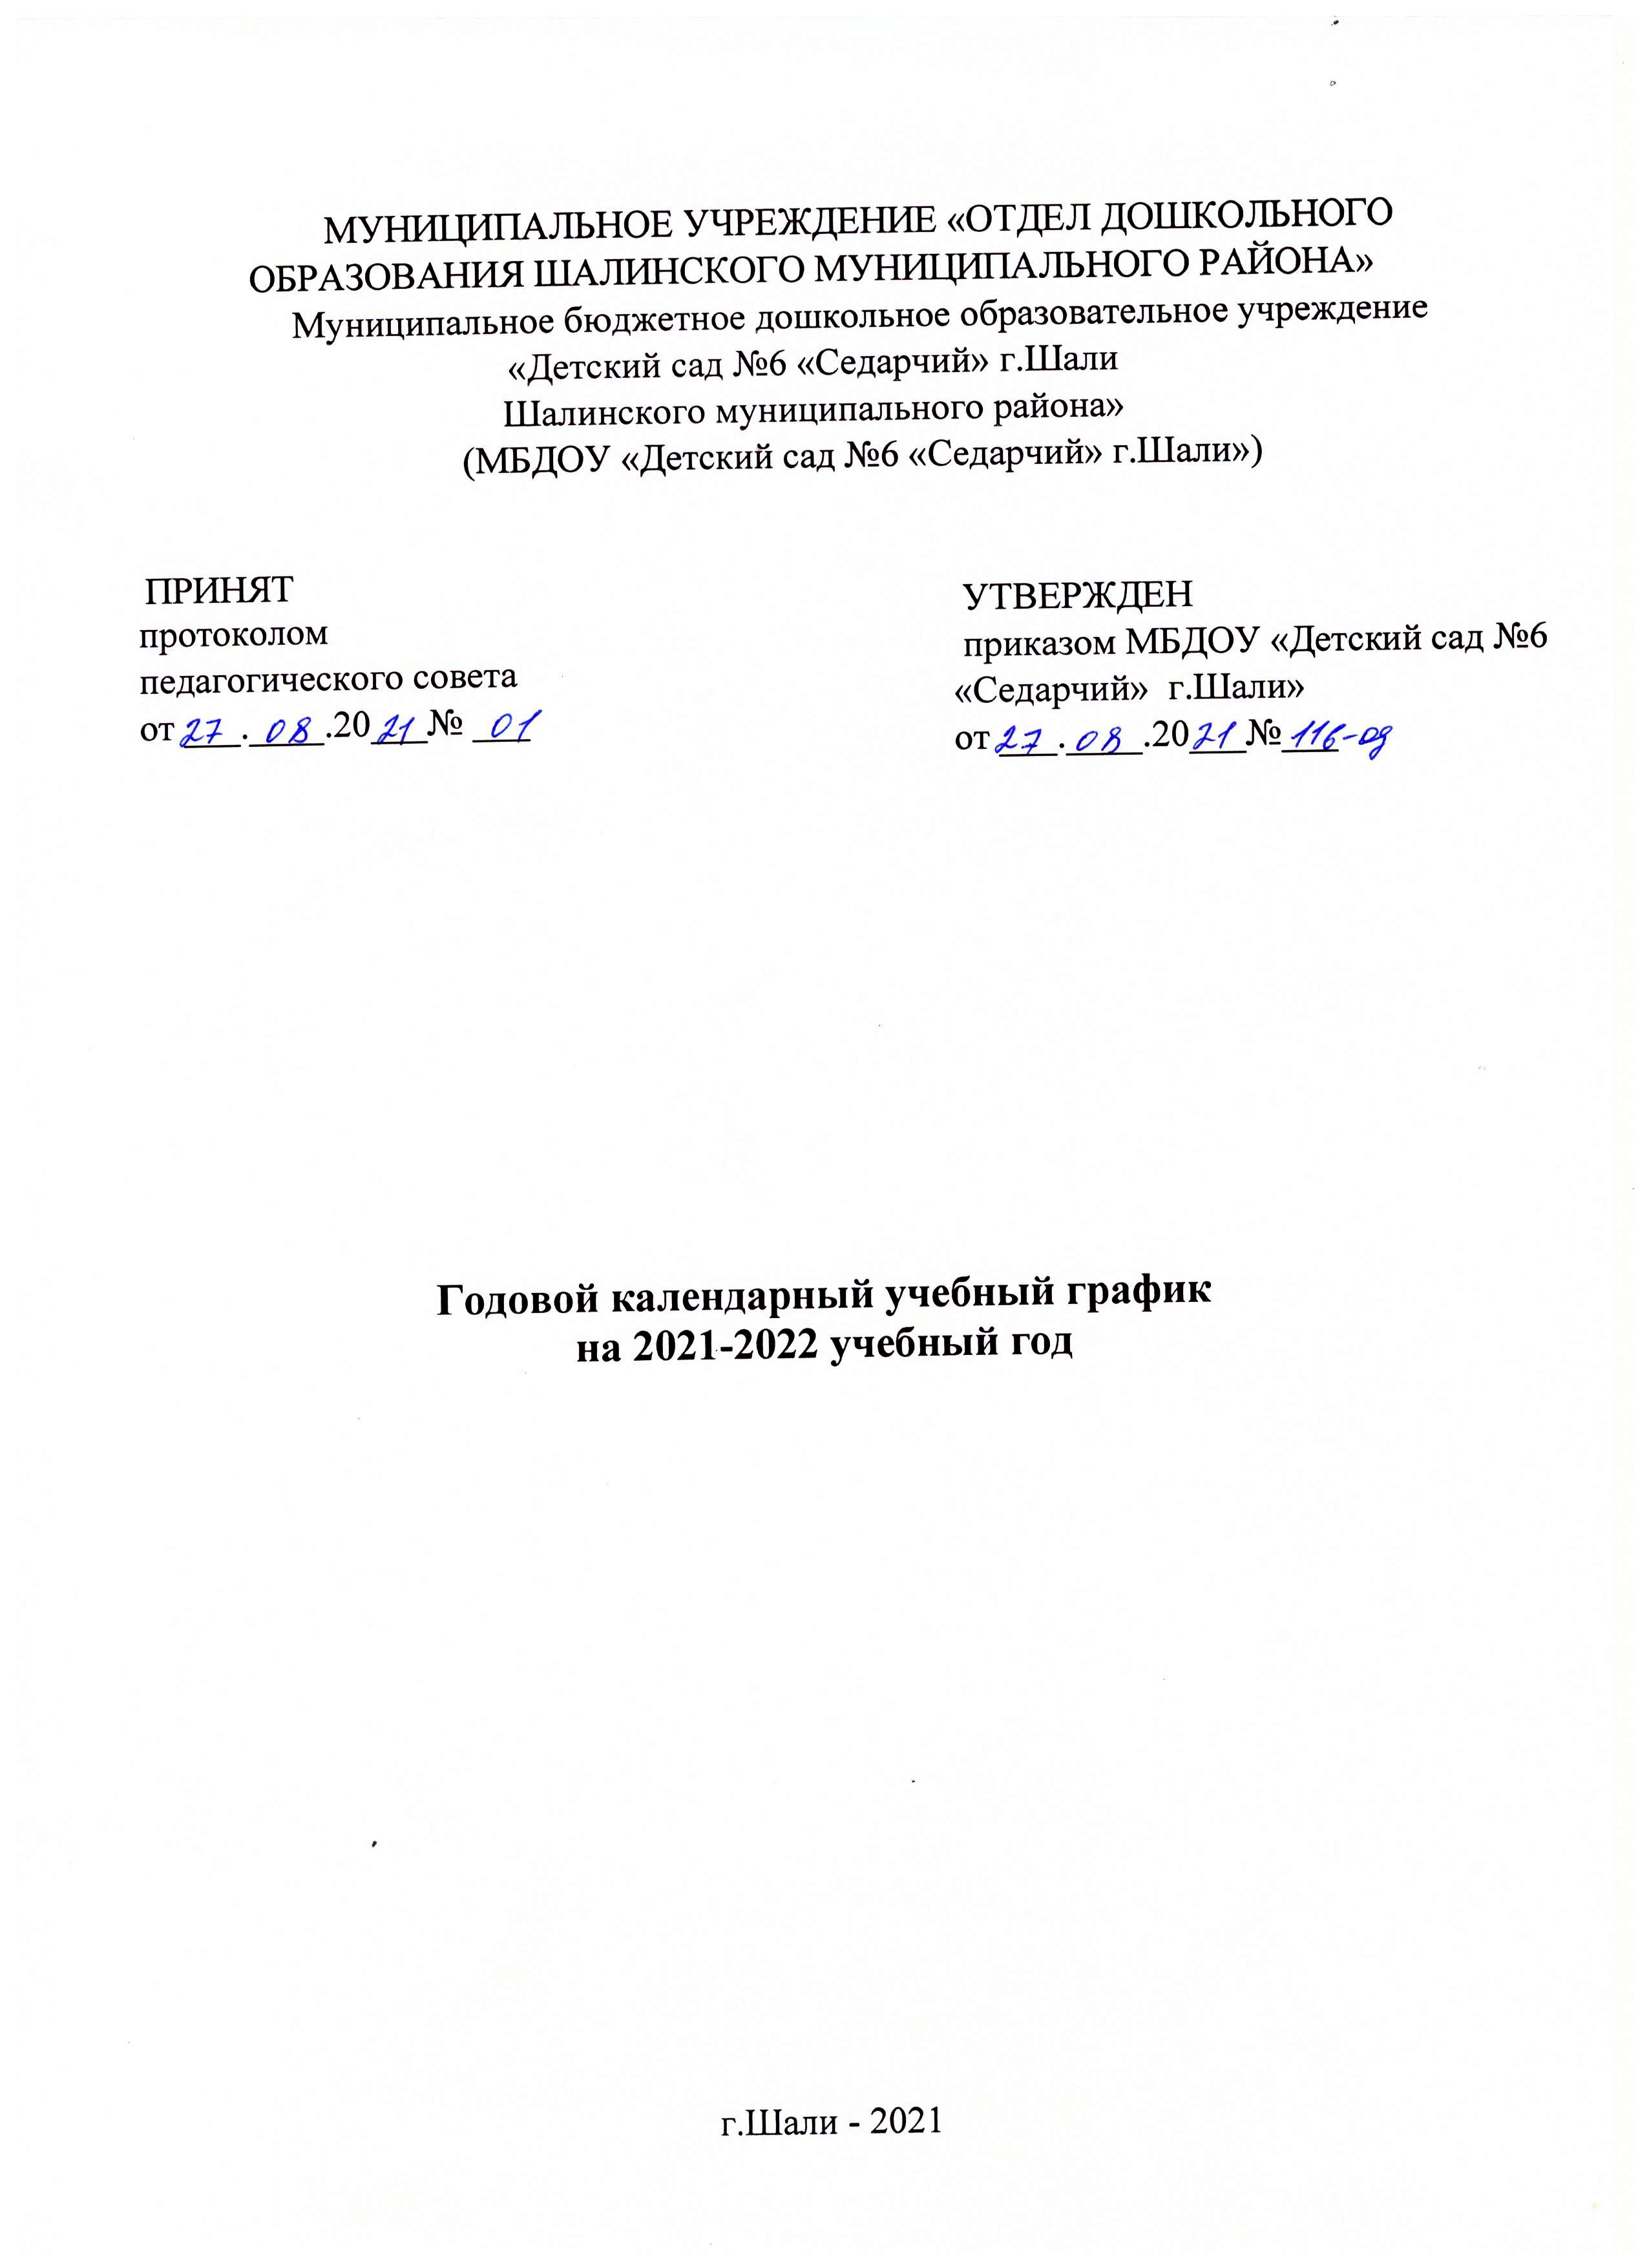 МУНИЦИПАЛЬНОЕ УЧРЕЖДЕНИЕ «ОТДЕЛ ДОШКОЛЬНОГО
ОБРАЗОВАНИЯ ШАЛИНСКОГО МУНИЦИПАЛЬНОГО РАЙОНА»
Муниципальное бюджетное дошкольное образовательное учреждение
«Детский сад №6 «Седарчий» г.Шали
Шалинского муниципального района»
(МБДОУ «Детский сад №6 «Седарчий» г.Шали»)
ПРИНЯТ
протоколом
педагогического совета
от 27.08.2021 № 01
УТВЕРЖДЕН
приказом МБДОУ «Детский сад №6
«Седарчий» г.Шали»
от 27.08.2021 № 116-од
Годовой календарный учебный график
на 2021-2022 учебный год
г.Шали - 2021